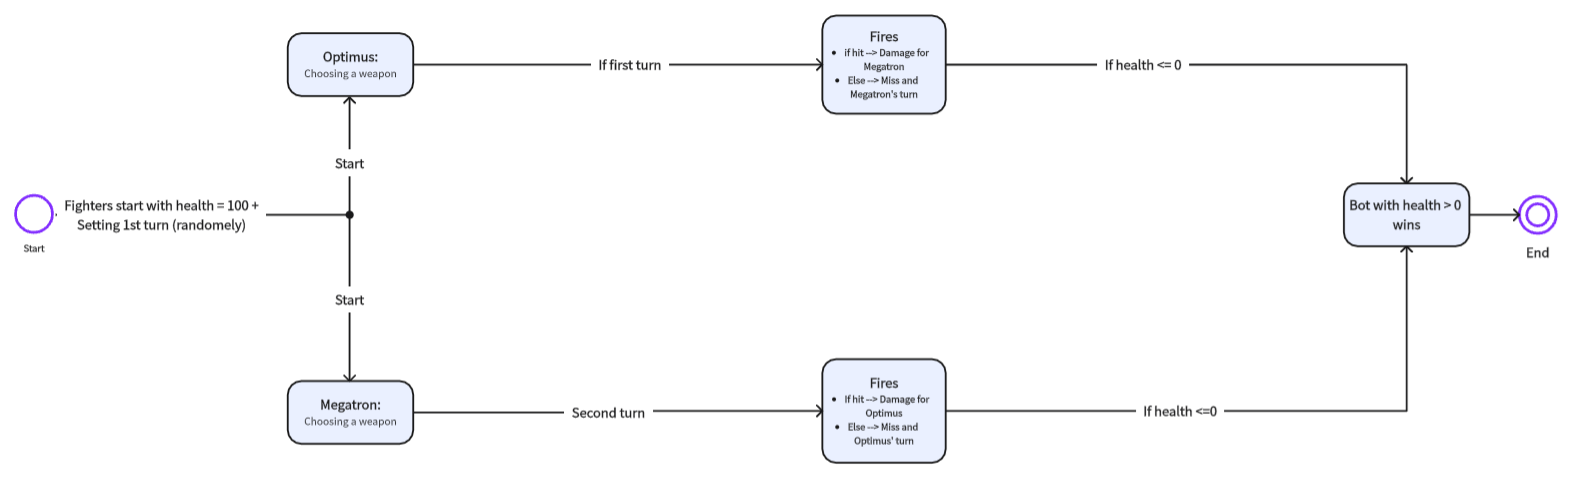 Optimus:
Choosing a weapon
If first turn
Fires
• if hit --> Damage for
Megatron
• Else --> Miss and
Megatron's turn
If health <= 0
Start
Fighters start with health = 100 +
Setting 1st turn (randomely)
Start
Bot with health > 0
wins
End
Start
Megatron:
Choosing a weapon
Second turn
Fires
• If hit --> Damage for
Optimus
• Else --> Miss and
Optimus' turn
If health <=0